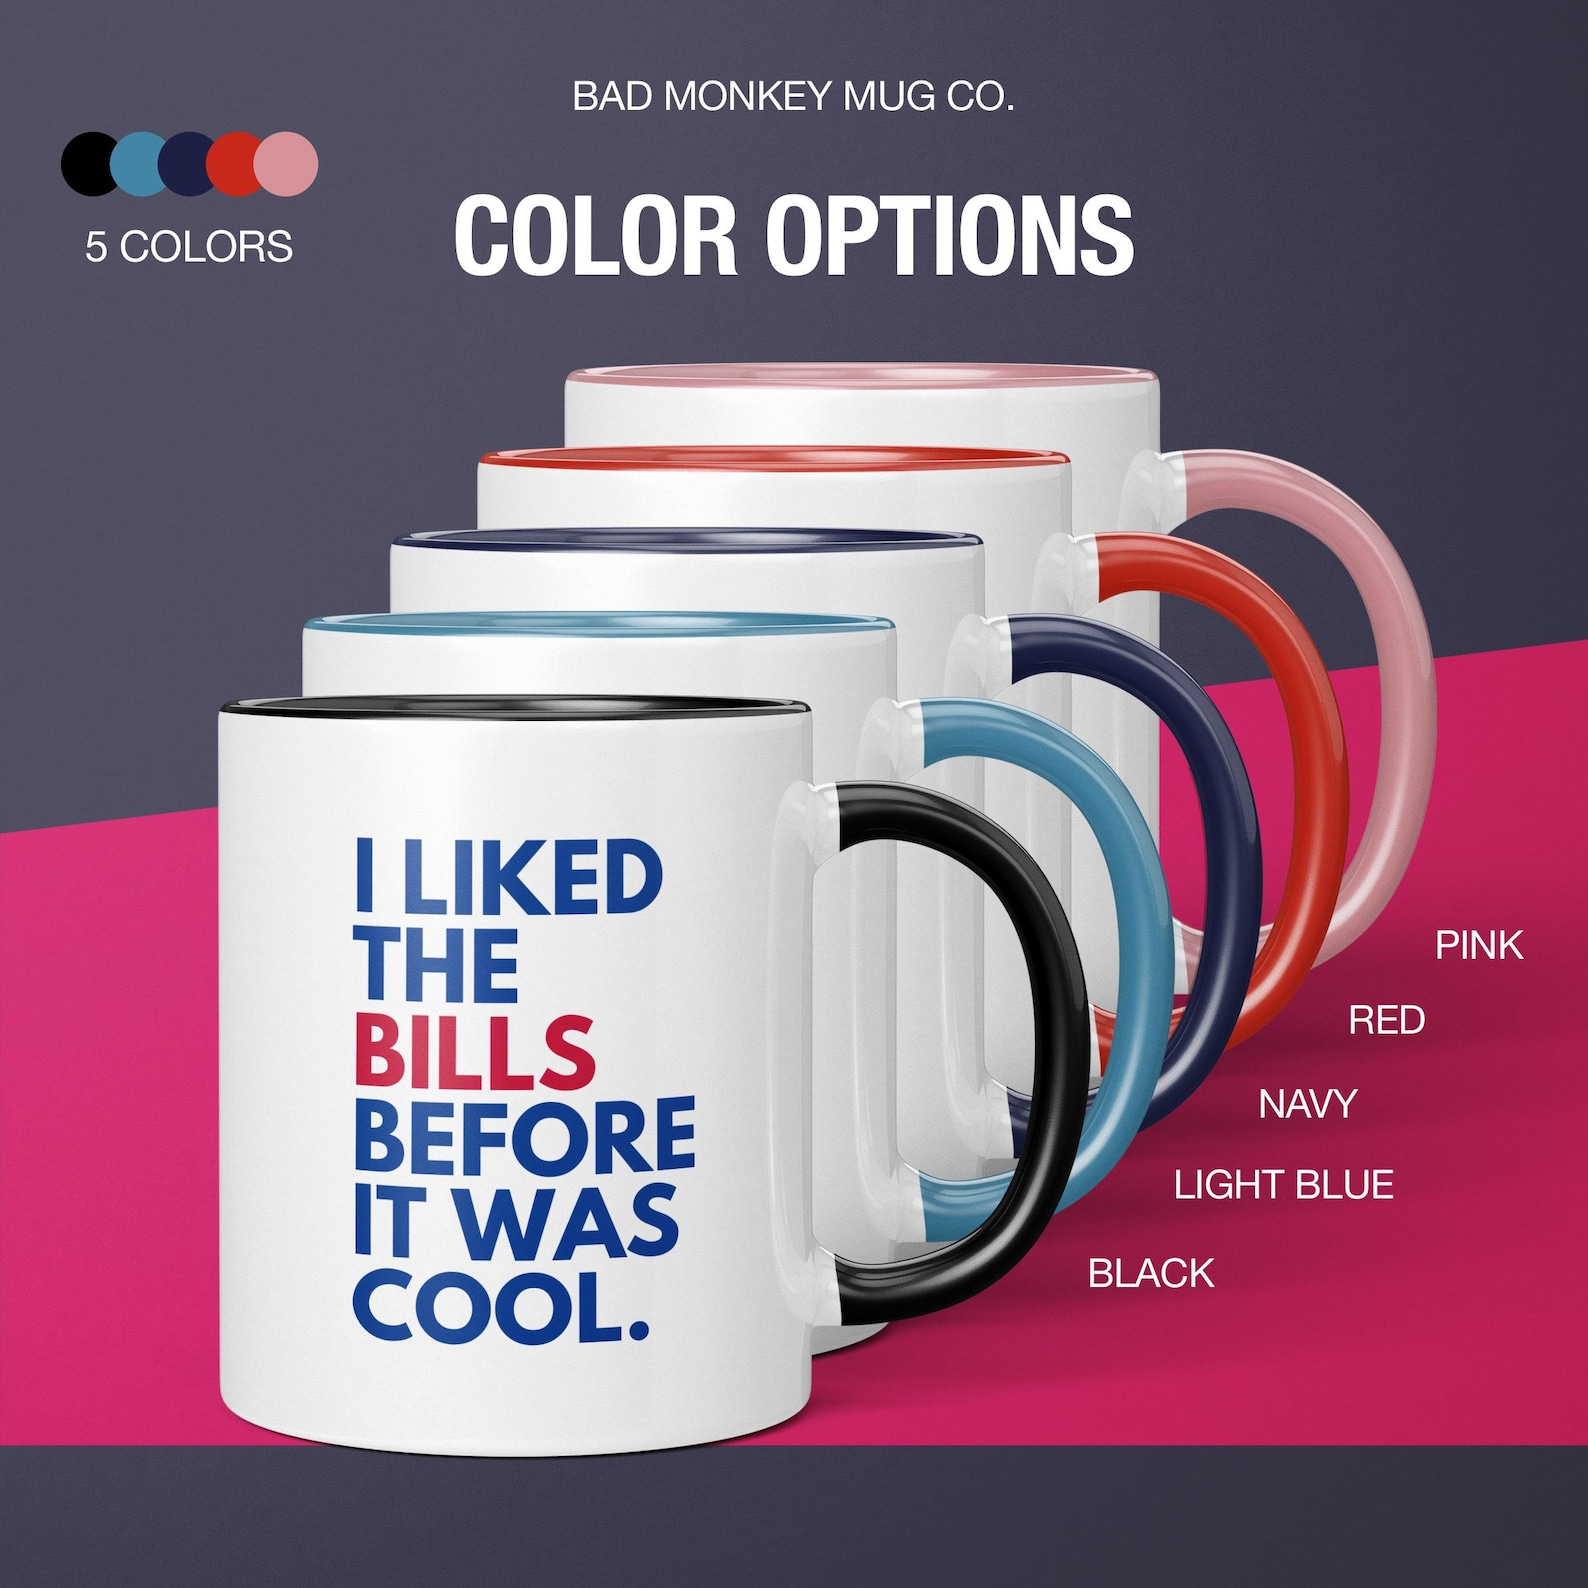 BAD MONKEY MUG CO.
5 COLORS
COLOR OPTIONS
I LIKED
THE
BILLS
BEFORE
IT WAS
COOL.
PINK
RED
NAVY
LIGHT BLUE
BLACK